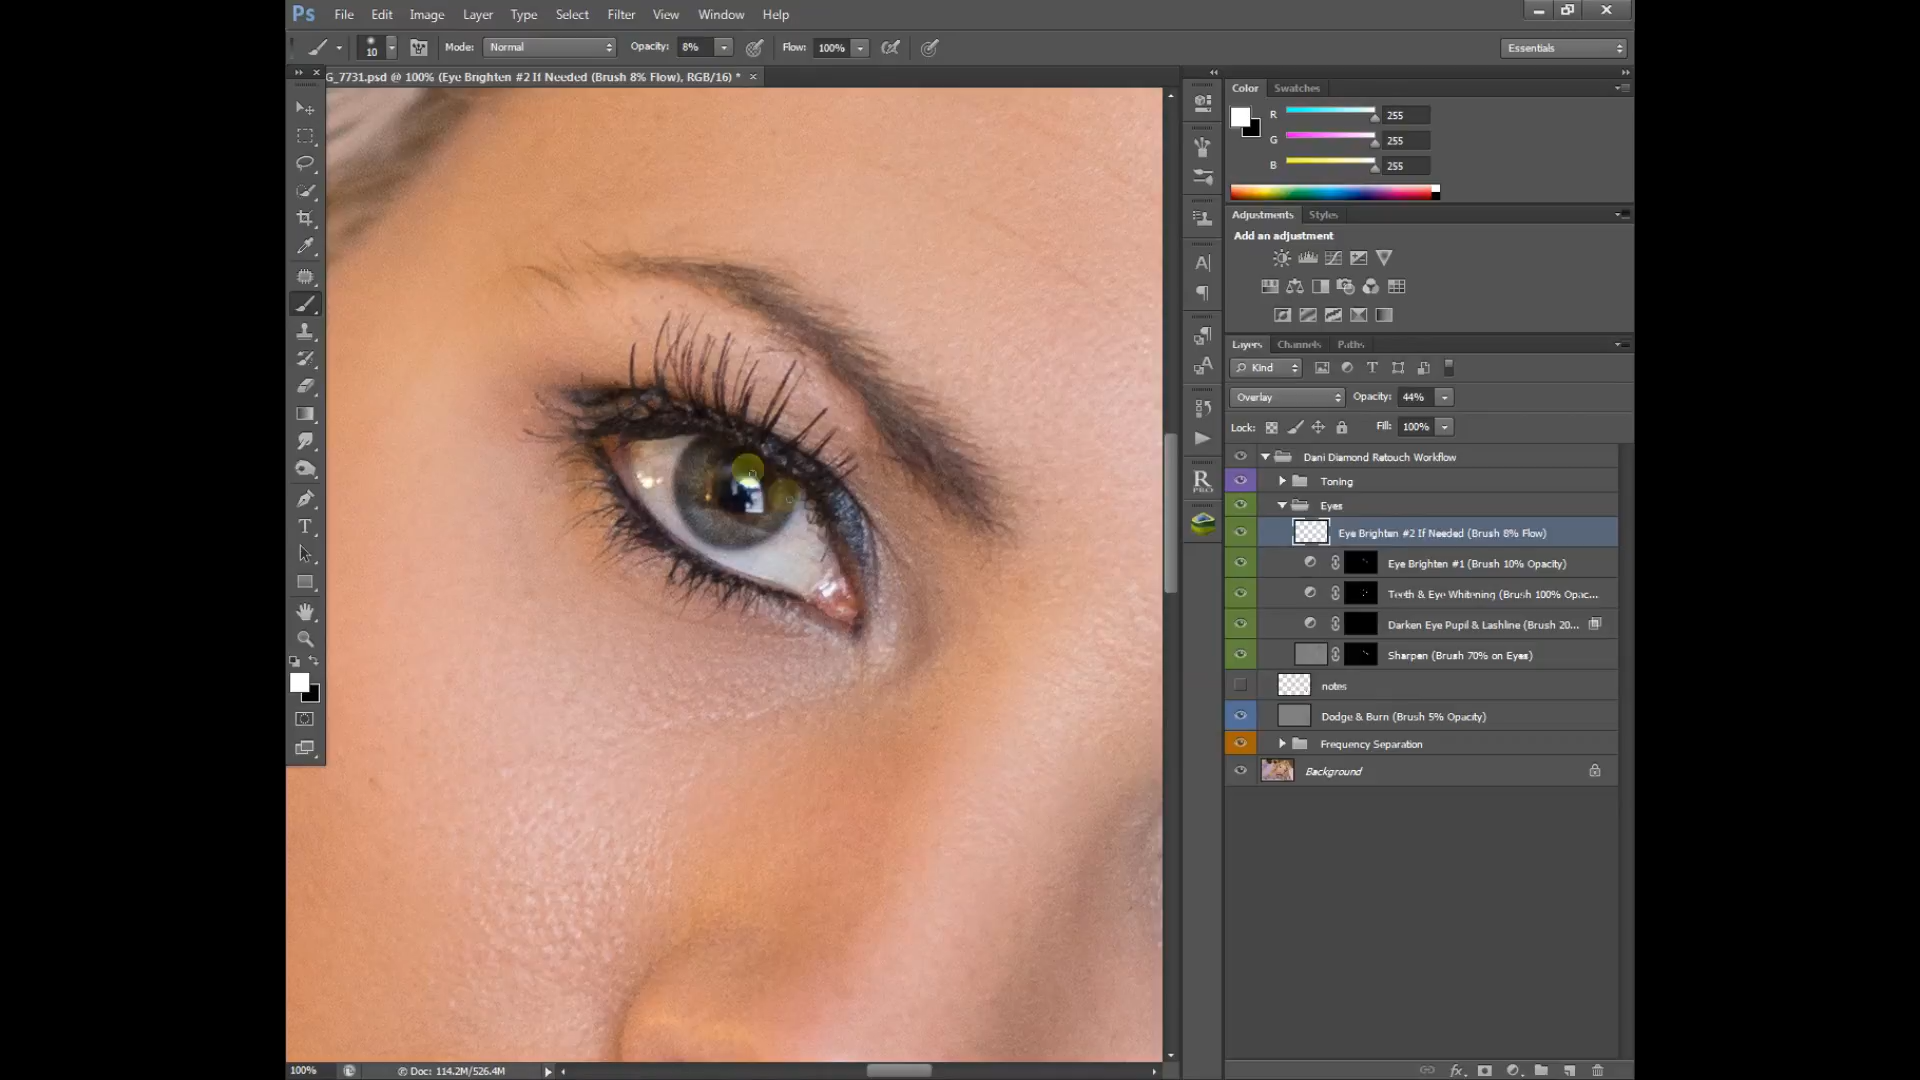 Ps File Edit Image Layer Type Select Filter View Window Help
10 Mode: Normal Opacity: 8% Flow: 100% Essentials
G_7731.psd @ 100% (Eye Brighten #2 If Needed (Brush 8% Flow), RGB/16) *
Color Swatches
R 255
G 255
B 255
Adjustments Styles
Add an adjustment
Layers Channels Paths
Kind
Overlay Opacity: 44%
Lock: Fill: 100%
Dani Diamond Retouch Workflow
Toning
Eyes
Eye Brighten #2 If Needed (Brush 8% Flow)
Eye Brighten #1 (Brush 10% Opacity)
Teeth & Eye Whitening (Brush 100% Opac...
Darken Eye Pupil & Lashline (Brush 20...
Sharpen (Brush 70% on Eyes)
notes
Dodge & Burn (Brush 5% Opacity)
Frequency Separation
Background
R
PRO
100% Doc: 114.2M/526.4M